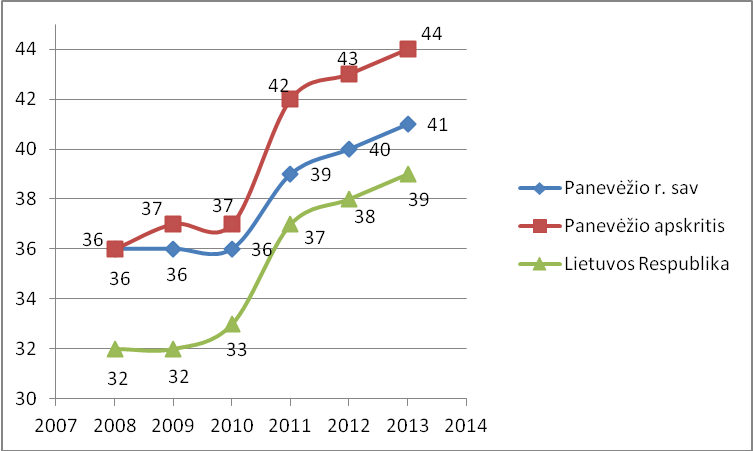 44
42
40
38
36
34
32
30
2007 2008 2009 2010 2011 2012 2013 2014
36 37 37 42 43 44
36 36 36 39 40 41
32 32 33 37 38 39
Panevėžio r. sav
Panevėžio apskritis
Lietuvos Respublika